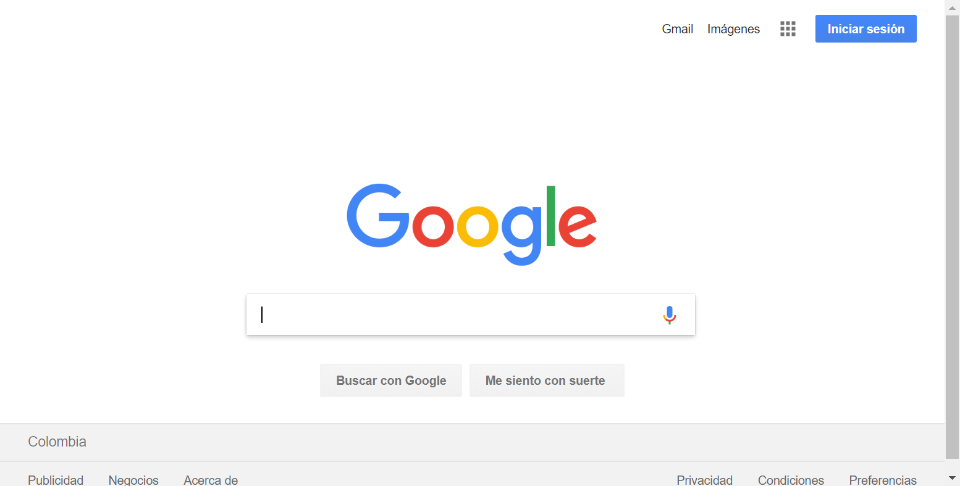 Gmail Imágenes Iniciar sesión
Google
Buscar con Google Me siento con suerte
Colombia
Publicidad Negocios Acerca de Privacidad Condiciones Preferencias